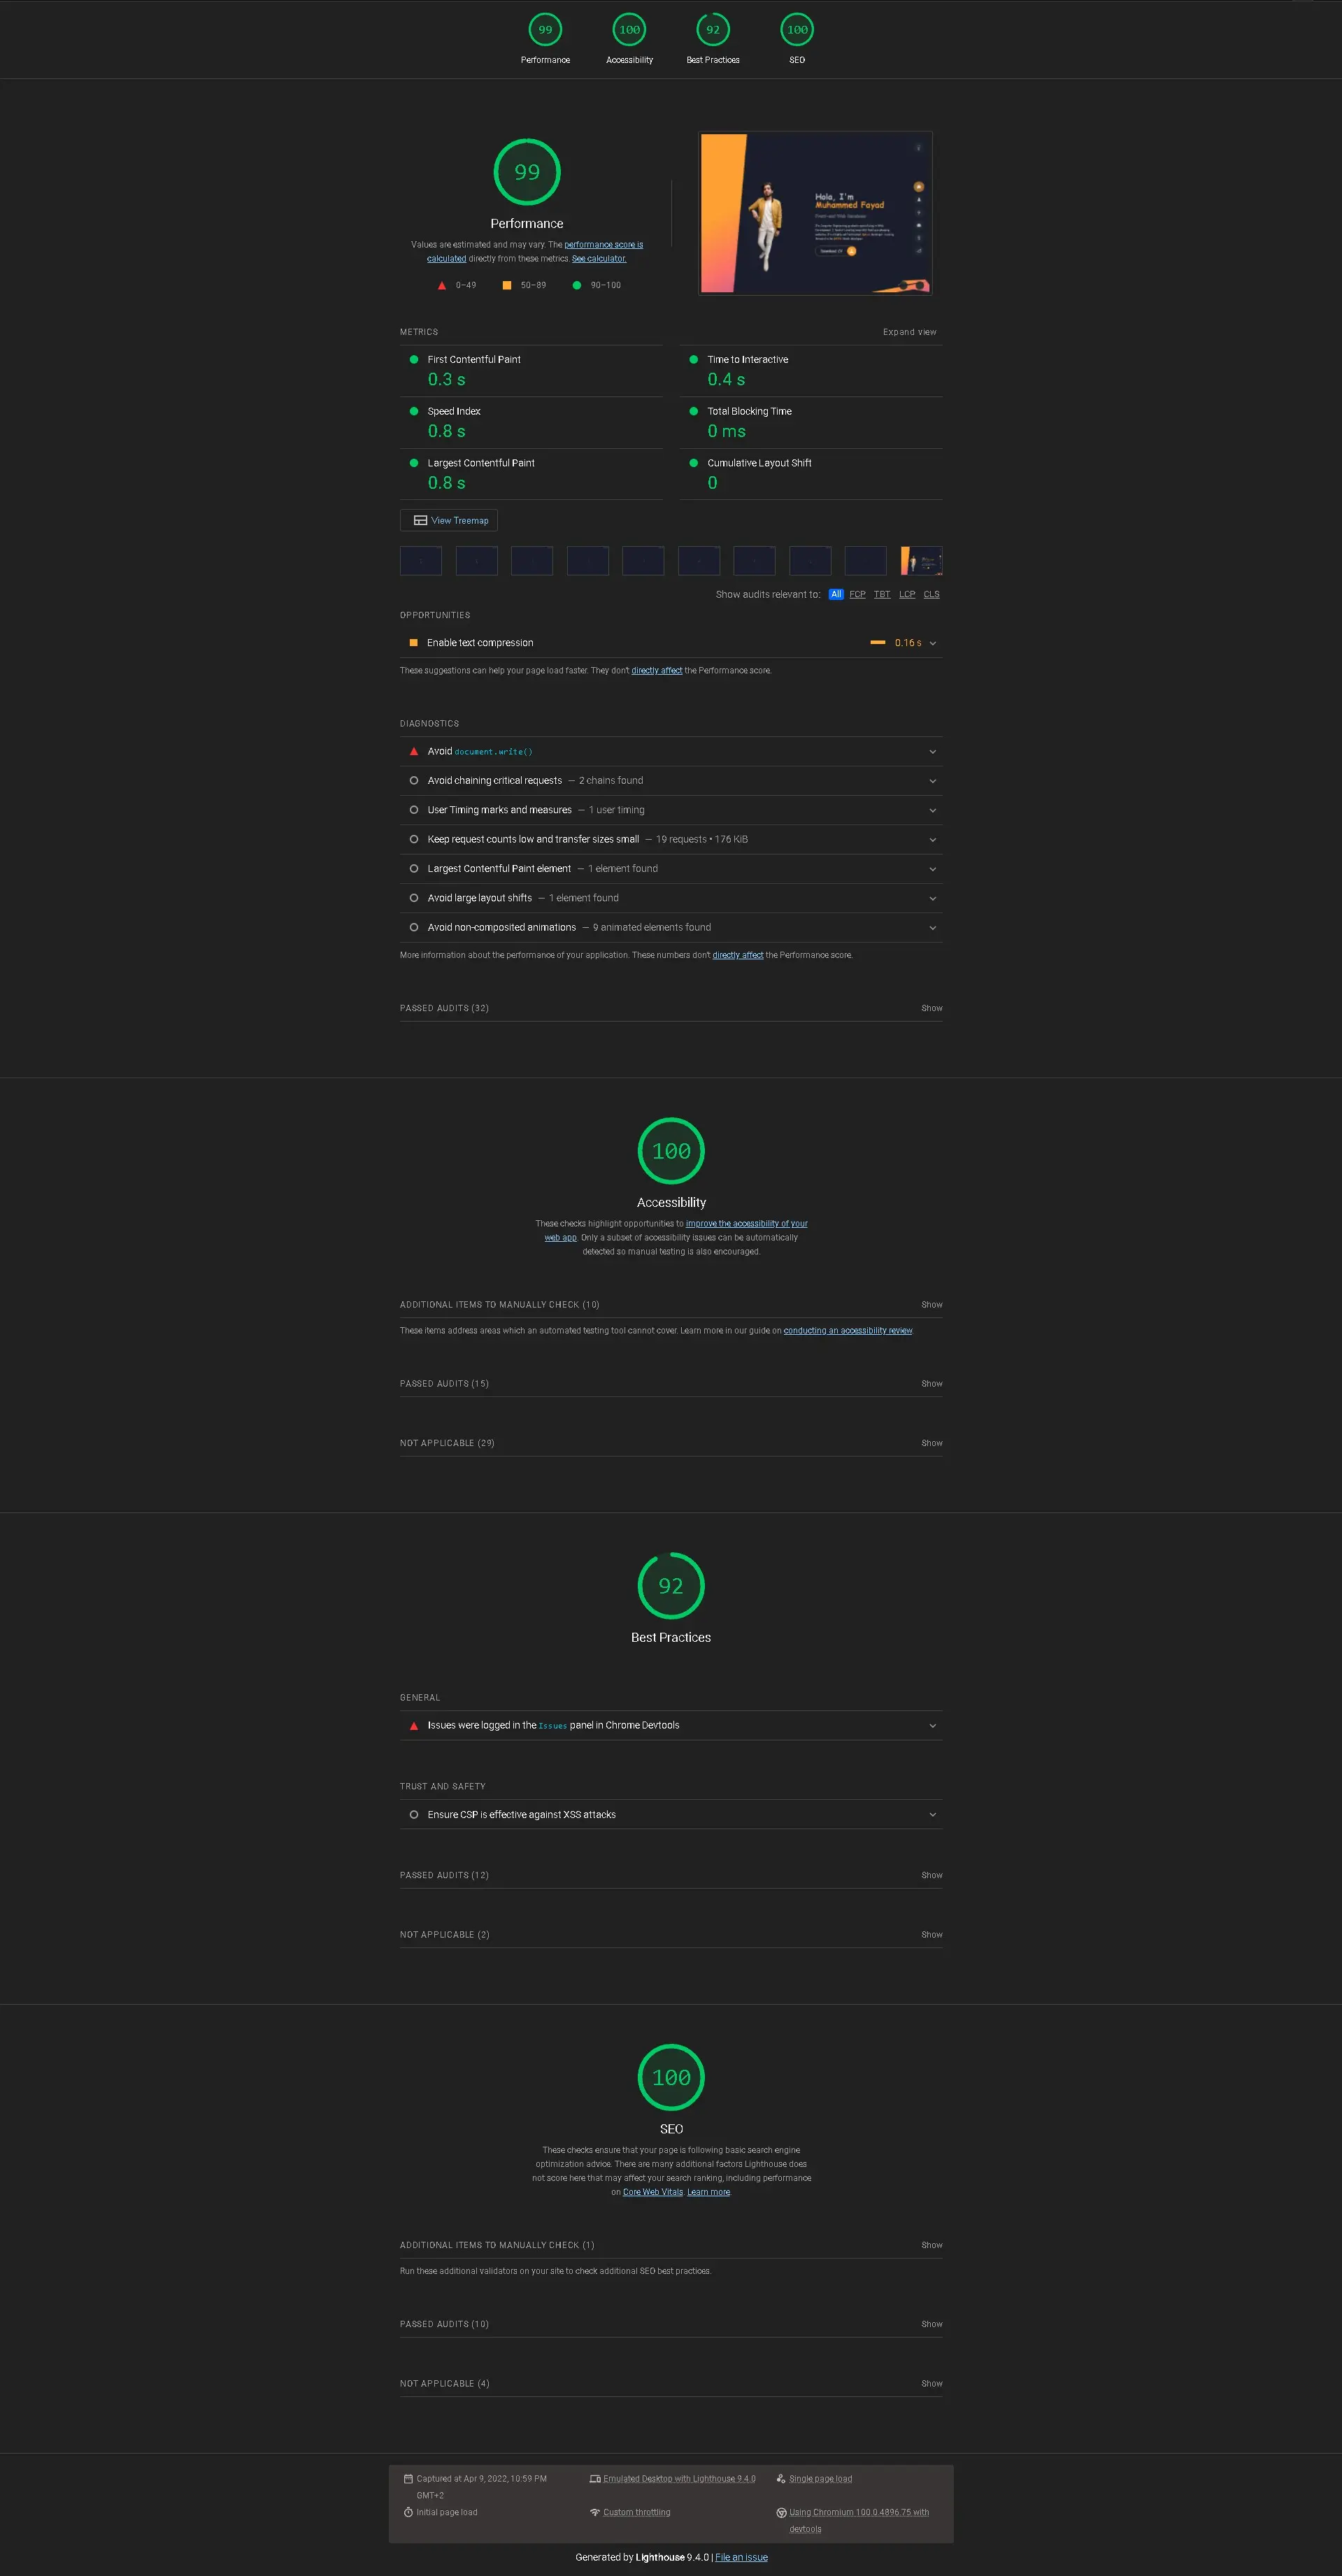 99
100
92
100
Performance
Accessibility
Best Practices
SEO
99
Performance
Values are estimated and may vary. The performance score is
calculated directly from these metrics. See calculator.
0–49
50–89
90–100
Hola, I'm
Muhammed Fayad
METRICS
Expand view
First Contentful Paint
0.3 s
Time to Interactive
0.4 s
Speed Index
0.8 s
Total Blocking Time
0 ms
Largest Contentful Paint
0.8 s
Cumulative Layout Shift
0
View Treemap
Show audits relevant to: All FCP TBT LCP CLS
OPPORTUNITIES
Enable text compression
0.16 s
These suggestions can help your page load faster. They don't directly affect the Performance score.
DIAGNOSTICS
Avoid document.write()
Avoid chaining critical requests — 2 chains found
User Timing marks and measures — 1 user timing
Keep request counts low and transfer sizes small — 19 requests • 176 KiB
Largest Contentful Paint element — 1 element found
Avoid large layout shifts — 1 element found
Avoid non-composited animations — 9 animated elements found
More information about the performance of your application. These numbers don't directly affect the Performance score.
PASSED AUDITS (32)
Show
100
Accessibility
These checks highlight opportunities to improve the accessibility of your
web app. Only a subset of accessibility issues can be automatically
detected so manual testing is also encouraged.
ADDITIONAL ITEMS TO MANUALLY CHECK (10)
Show
These items address areas which an automated testing tool cannot cover. Learn more in our guide on conducting an accessibility review.
PASSED AUDITS (15)
Show
NOT APPLICABLE (29)
Show
92
Best Practices
GENERAL
Issues were logged in the Issues panel in Chrome Devtools
TRUST AND SAFETY
Ensure CSP is effective against XSS attacks
PASSED AUDITS (12)
Show
NOT APPLICABLE (2)
Show
100
SEO
These checks ensure that your page is following basic search engine
optimization advice. There are many additional factors Lighthouse does
not score here that may affect your search ranking, including performance
on Core Web Vitals. Learn more.
ADDITIONAL ITEMS TO MANUALLY CHECK (1)
Show
Run these additional validators on your site to check additional SEO best practices.
PASSED AUDITS (10)
Show
NOT APPLICABLE (4)
Show
Captured at Apr 9, 2022, 10:59 PM
GMT+2
Emulated Desktop with Lighthouse 9.4.0
Single page load
Initial page load
Custom throttling
Using Chromium 100.0.4896.75 with
devtools
Generated by Lighthouse 9.4.0 | File an issue